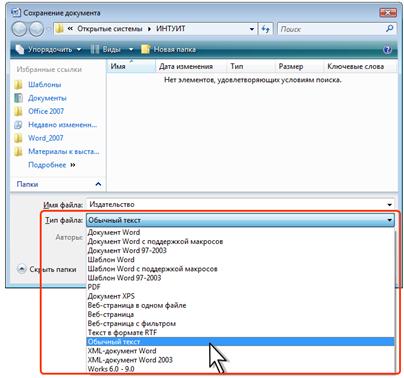 Сохранение документа
« Открытые системы ▸ ИНТУИТ
Поиск
Упорядочить Виды Новая папка
Избранные ссылки
Имя Дата изменения Тип Размер Ключевые слова
Нет элементов, удовлетворяющих условиям поиска.
Шаблоны
Документы
Office 2007
Недавно измененн...
Word_2007
Материалы к выста...
Подробнее »
Папки
Имя файла: Издательство
Тип файла: Обычный текст
Авторы:
Документ Word
Документ Word с поддержкой макросов
Документ Word 97-2003
Шаблон Word
Шаблон Word с поддержкой макросов
Шаблон Word 97-2003
PDF
Документ XPS
Веб-страница в одном файле
Веб-страница
Веб-страница с фильтром
Текст в формате RTF
Обычный текст
XML-документ Word
XML-документ Word 2003
Works 6.0 - 9.0
Скрыть папки